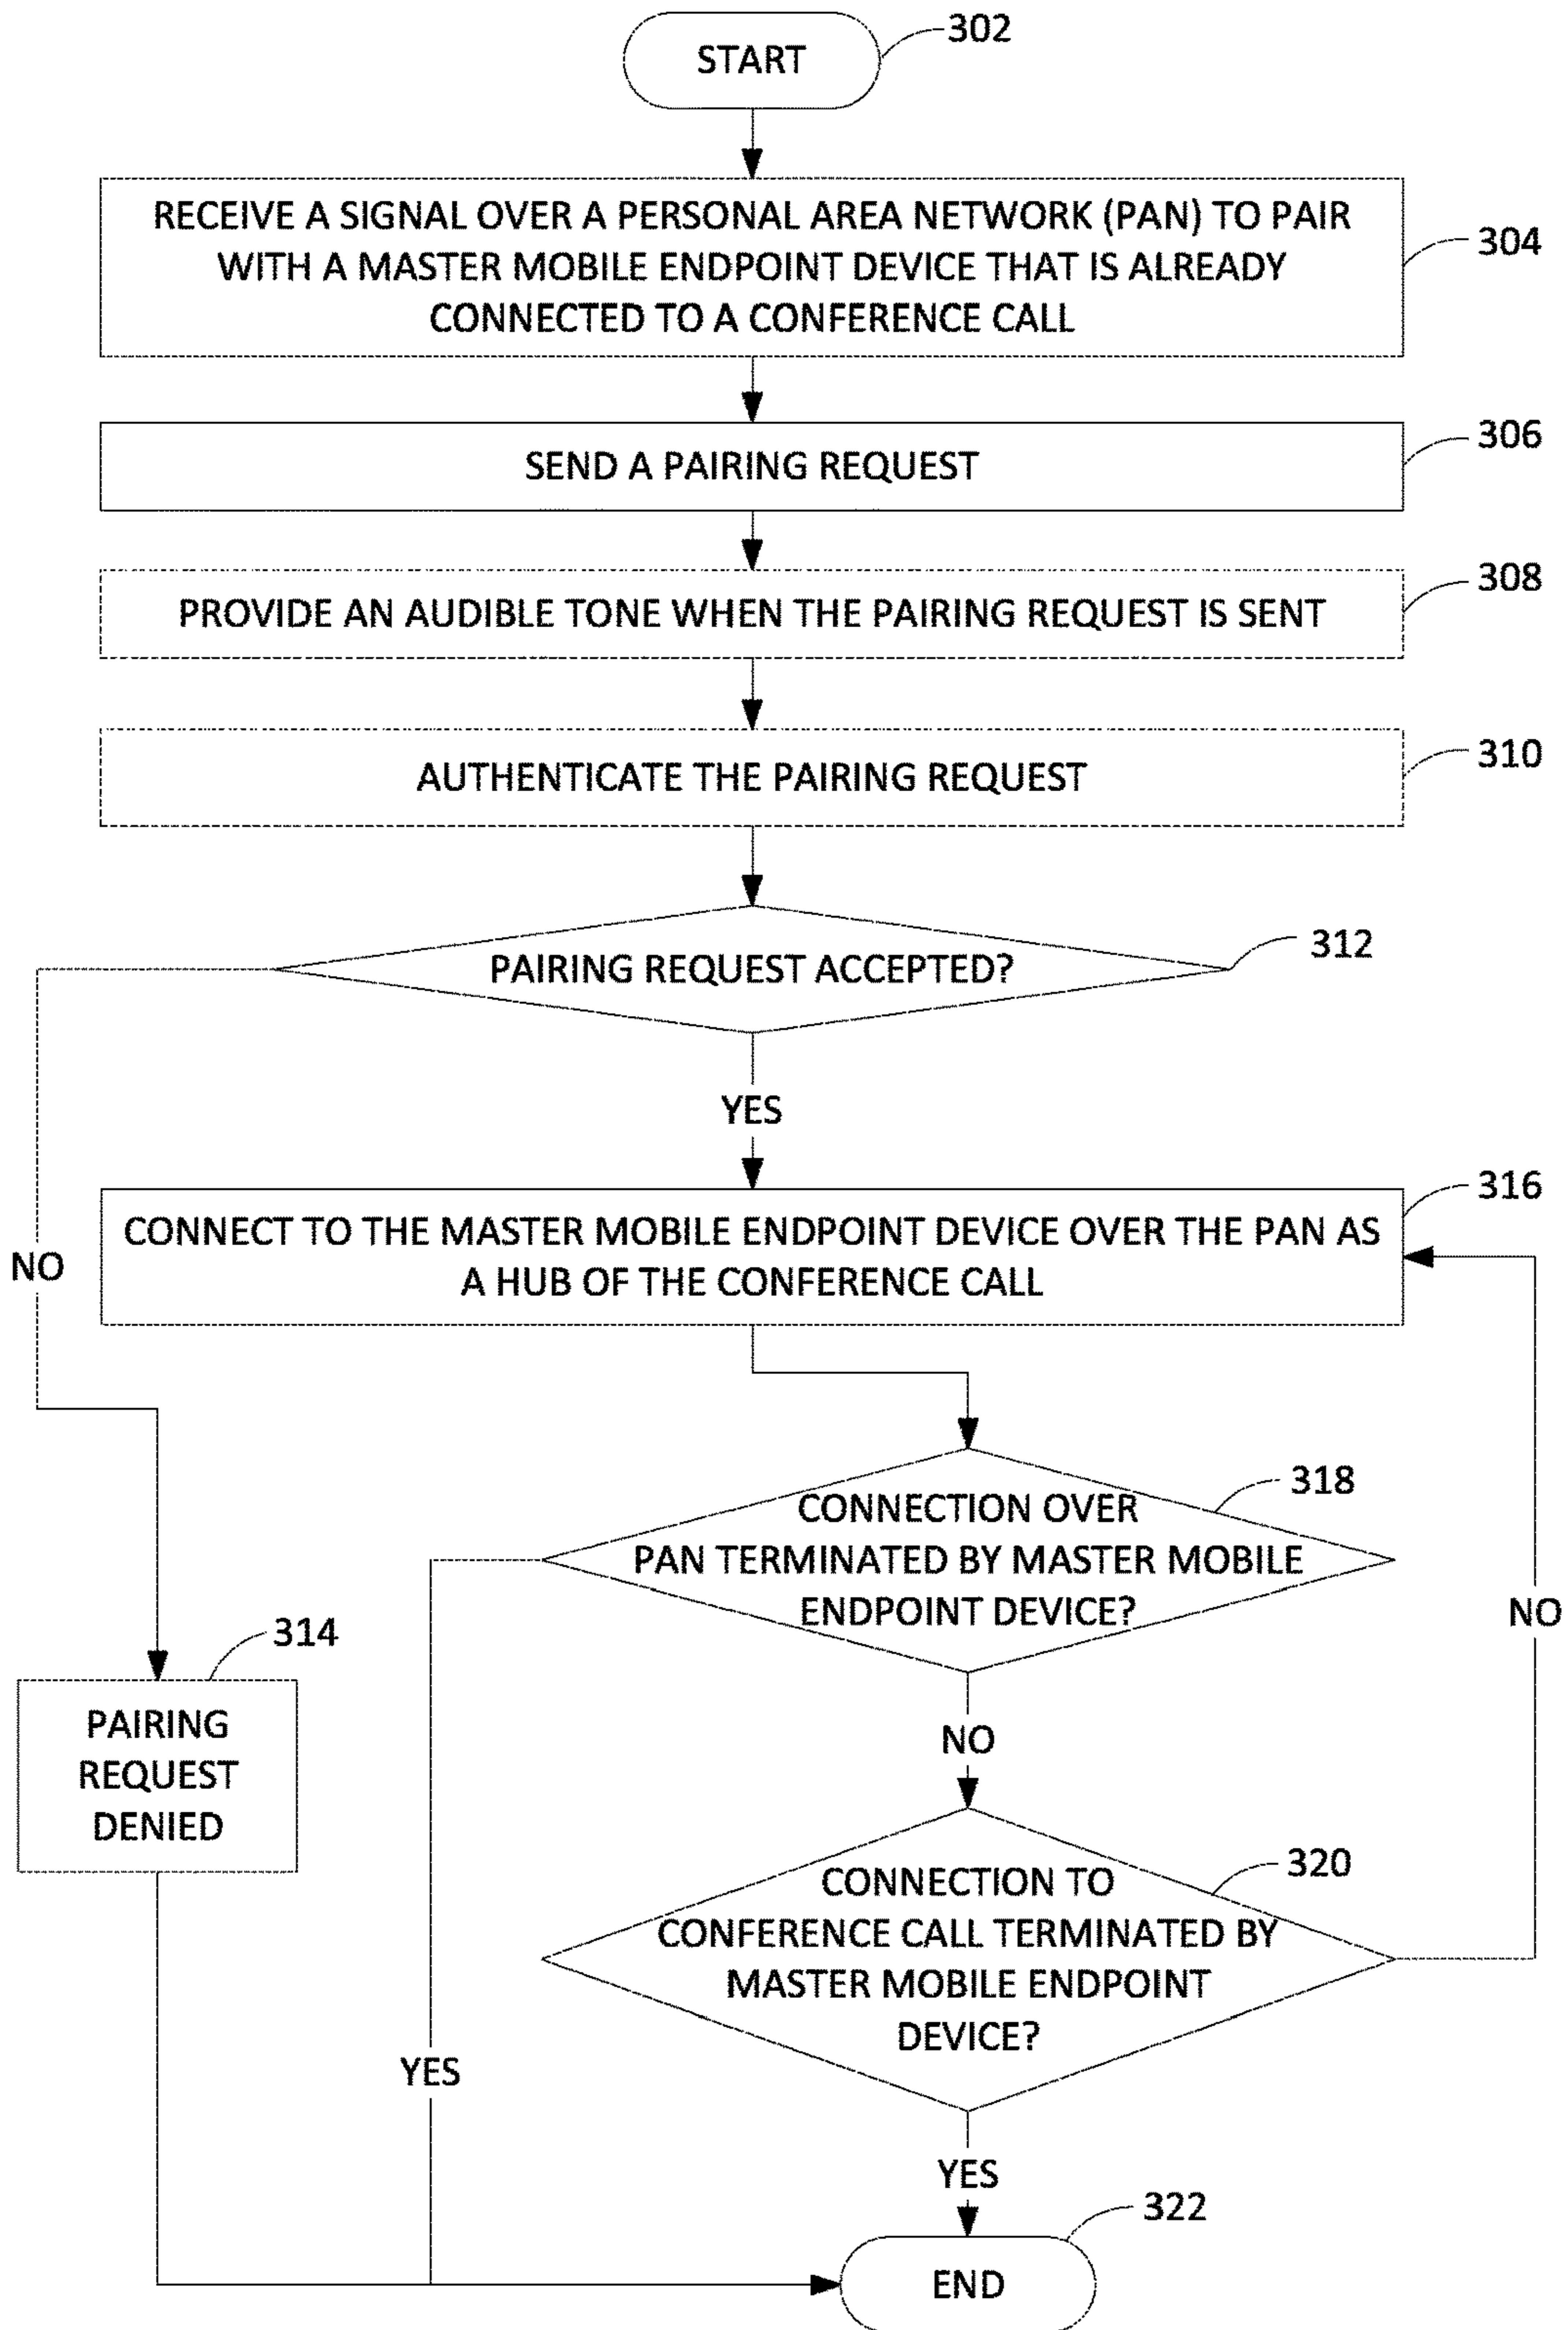 START
302
RECEIVE A SIGNAL OVER A PERSONAL AREA NETWORK (PAN) TO PAIR
WITH A MASTER MOBILE ENDPOINT DEVICE THAT IS ALREADY
CONNECTED TO A CONFERENCE CALL
304
SEND A PAIRING REQUEST
306
PROVIDE AN AUDIBLE TONE WHEN THE PAIRING REQUEST IS SENT
308
AUTHENTICATE THE PAIRING REQUEST
310
PAIRING REQUEST ACCEPTED?
312
YES
NO
CONNECT TO THE MASTER MOBILE ENDPOINT DEVICE OVER THE PAN AS
A HUB OF THE CONFERENCE CALL
316
CONNECTION OVER
PAN TERMINATED BY MASTER MOBILE
ENDPOINT DEVICE?
318
NO
NO
314
PAIRING
REQUEST
DENIED
CONNECTION TO
CONFERENCE CALL TERMINATED BY
MASTER MOBILE ENDPOINT
DEVICE?
320
YES
YES
END
322